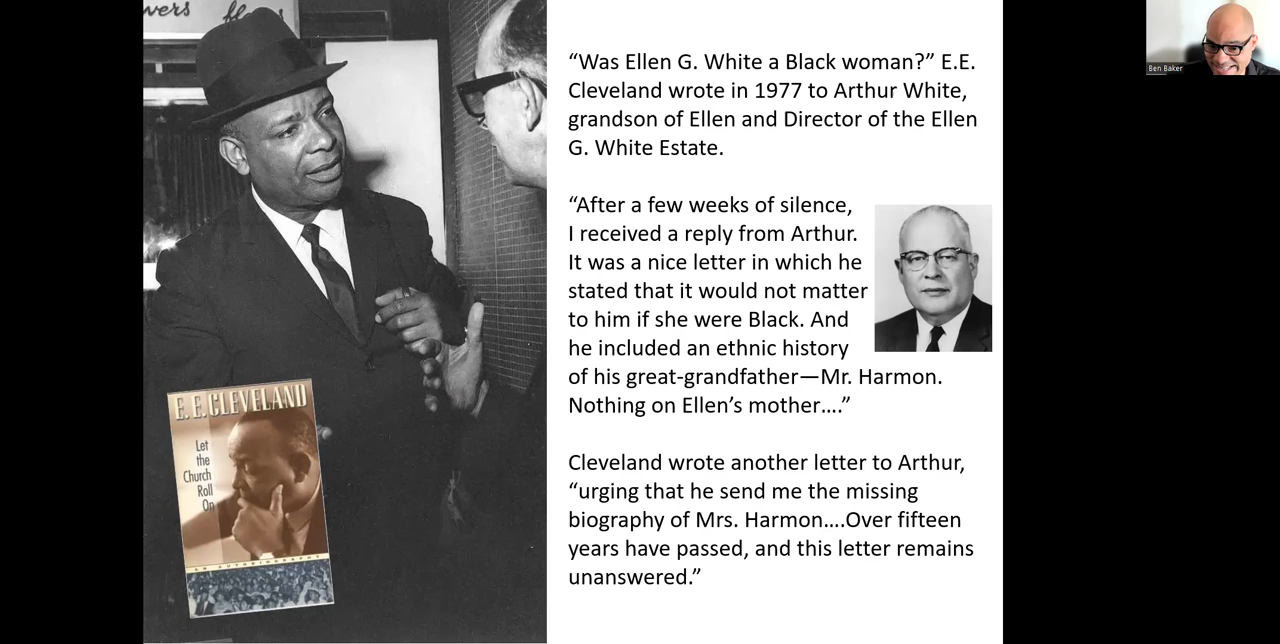 wers fl
Ben Baker
“Was Ellen G. White a Black woman?” E.E.
Cleveland wrote in 1977 to Arthur White,
grandson of Ellen and Director of the Ellen
G. White Estate.
“After a few weeks of silence,
I received a reply from Arthur.
It was a nice letter in which he
stated that it would not matter
to him if she were Black. And
he included an ethnic history
of his great-grandfather—Mr. Harmon.
Nothing on Ellen’s mother….”
Cleveland wrote another letter to Arthur,
“urging that he send me the missing
biography of Mrs. Harmon….Over fifteen
years have passed, and this letter remains
unanswered.”
E. E. CLEVELAND
Let
the
Church
Roll
On
AN AUTOBIOGRAPHY